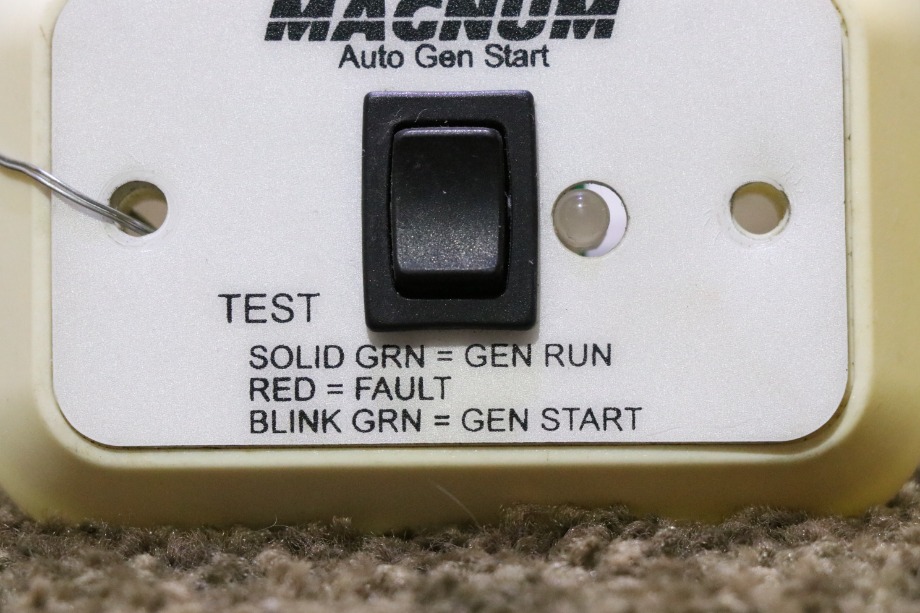 MAGNUM
Auto Gen Start
TEST
SOLID GRN = GEN RUN
RED = FAULT
BLINK GRN = GEN START